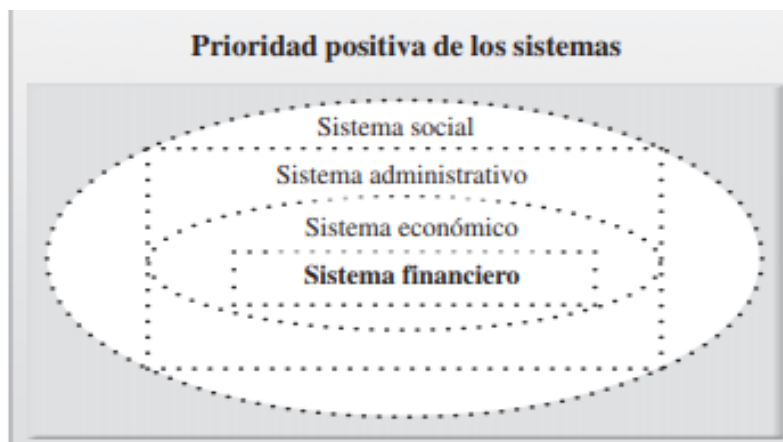 Prioridad positiva de los sistemas
Sistema social
Sistema administrativo
Sistema económico
Sistema financiero